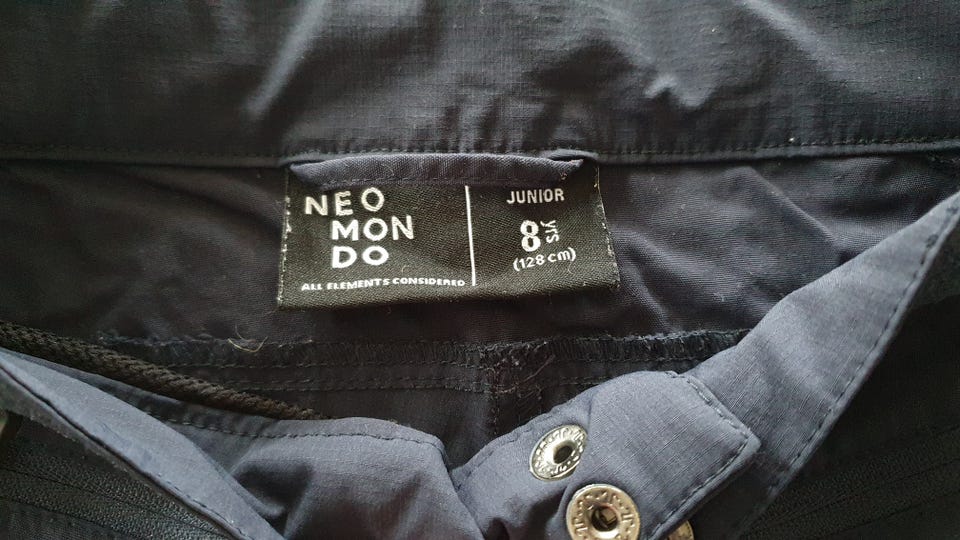 NEO
MON
DO
ALL ELEMENTS CONSIDERED
JUNIOR
8 yrs
(128 cm)